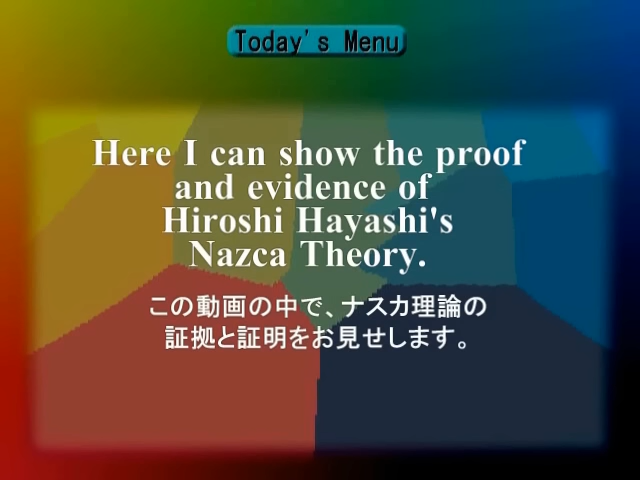 Today's Menu
Here I can show the proof
and evidence of
Hiroshi Hayashi's
Nazca Theory.
この動画の中で、ナスカ理論の
証拠と証明をお見せします。